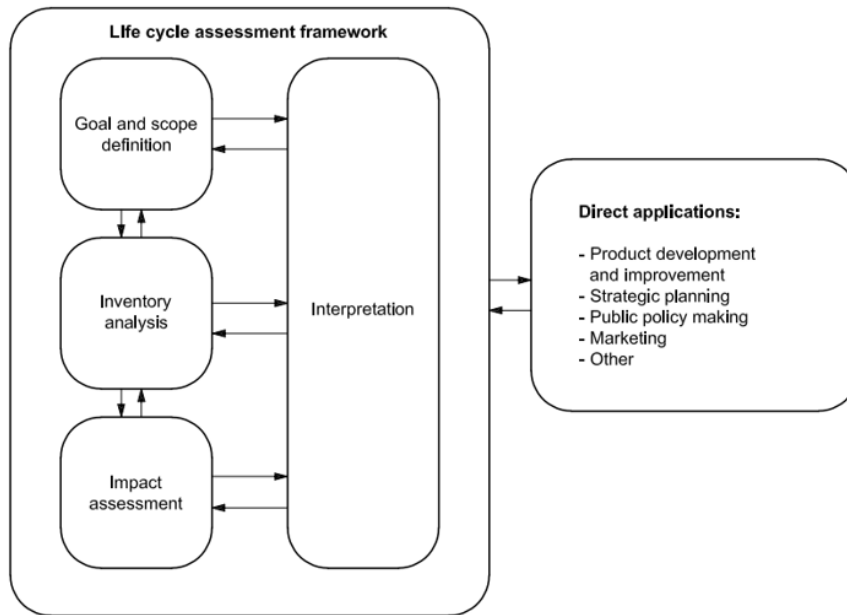 LIfe cycle assessment framework
Goal and scope
definition
Inventory
analysis
Impact
assessment
Interpretation
Direct applications:
- Product development
and improvement
- Strategic planning
- Public policy making
- Marketing
- Other